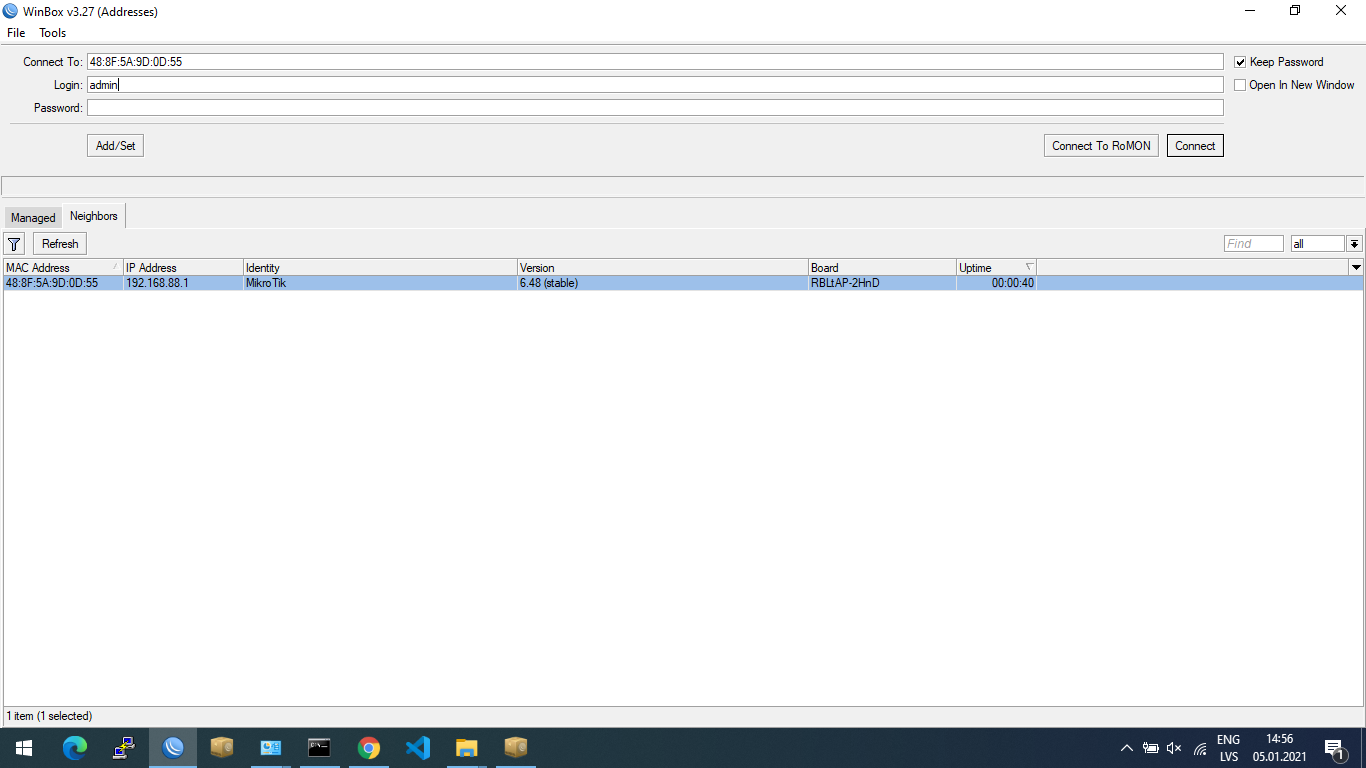 WinBox v3.27 (Addresses)
File Tools
Connect To: 48:8F:5A:9D:0D:55 Keep Password
Login: admin Open In New Window
Password:
Add/Set Connect To RoMON Connect
Managed Neighbors
Refresh Find all
MAC Address IP Address Identity Version Board Uptime
48:8F:5A:9D:0D:55 192.168.88.1 MikroTik 6.48 (stable) RBLtAP-2HnD 00:00:40
1 item (1 selected)
ENG 14:56
LVS 05.01.2021 1